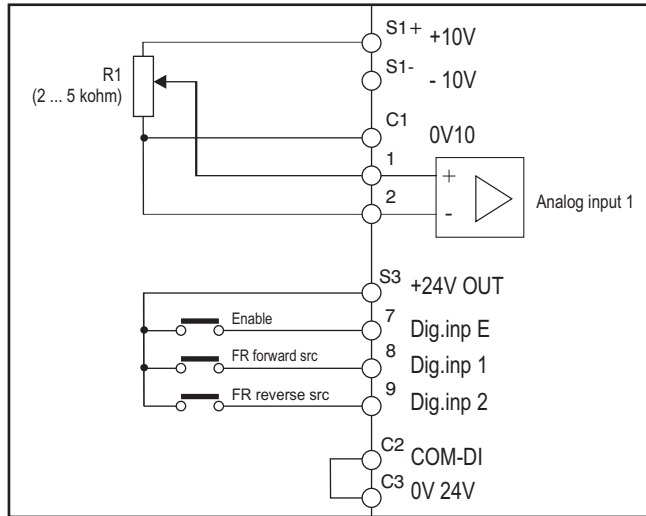 S1+ +10V
S1- - 10V
R1
(2 ... 5 kohm)
C1 0V10
1
+
Analog input 1
2
-
S3 +24V OUT
Enable 7 Dig.inp E
FR forward src 8 Dig.inp 1
FR reverse src 9 Dig.inp 2
C2 COM-DI
C3 0V 24V